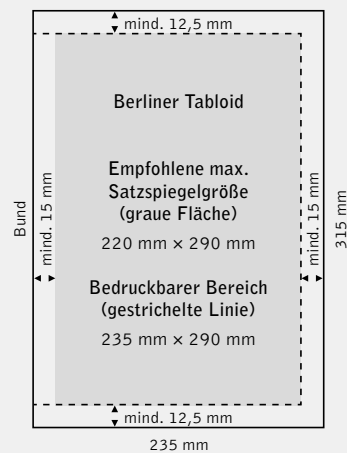 mind. 12,5 mm
Berliner Tabloid
Empfohlene max.
Satzspiegelgröße
(graue Fläche)
220 mm × 290 mm
Bedruckbarer Bereich
(gestrichelte Linie)
235 mm × 290 mm
Bund
mind. 15 mm
mind. 15 mm
315 mm
mind. 12,5 mm
235 mm